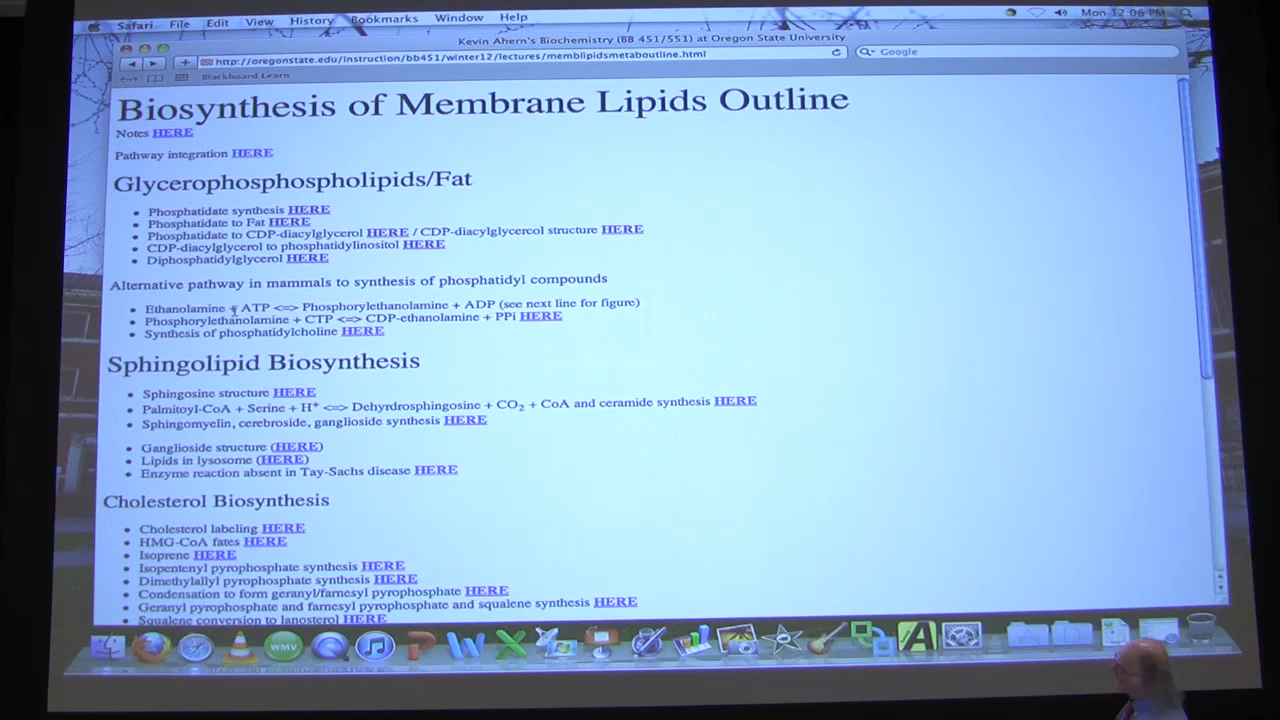 Safari File Edit View History Bookmarks Window Help Mon 12:06 PM
Kevin Ahern's Biochemistry (BB 451/551) at Oregon State University
http://oregonstate.edu/instruction/bb451/winter12/lectures/memblipidsmetaboutline.html
Google
Blackboard Learn
Biosynthesis of Membrane Lipids Outline
Notes HERE
Pathway integration HERE
Glycerophosphospholipids/Fat
• Phosphatidate synthesis HERE
• Phosphatidate to Fat HERE
• Phosphatidate to CDP-diacylglycerol HERE / CDP-diacylglycercol structure HERE
• CDP-diacylglycerol to phosphatidylinositol HERE
• Diphosphatidylglycerol HERE
Alternative pathway in mammals to synthesis of phosphatidyl compounds
• Ethanolamine + ATP <=> Phosphorylethanolamine + ADP (see next line for figure)
• Phosphorylethanolamine + CTP <=> CDP-ethanolamine + PPi HERE
• Synthesis of phosphatidylcholine HERE
Sphingolipid Biosynthesis
• Sphingosine structure HERE
• Palmitoyl-CoA + Serine + H+ <=> Dehyrdrosphingosine + CO2 + CoA and ceramide synthesis HERE
• Sphingomyelin, cerebroside, ganglioside synthesis HERE
• Ganglioside structure (HERE)
• Lipids in lysosome (HERE)
• Enzyme reaction absent in Tay-Sachs disease HERE
Cholesterol Biosynthesis
• Cholesterol labeling HERE
• HMG-CoA fates HERE
• Isoprene HERE
• Isopentenyl pyrophosphate synthesis HERE
• Dimethylallyl pyrophosphate synthesis HERE
• Condensation to form geranyl/farnesyl pyrophosphate HERE
• Geranyl pyrophosphate and farnesyl pyrophosphate and squalene synthesis HERE
• Squalene conversion to lanosterol HERE
WMV